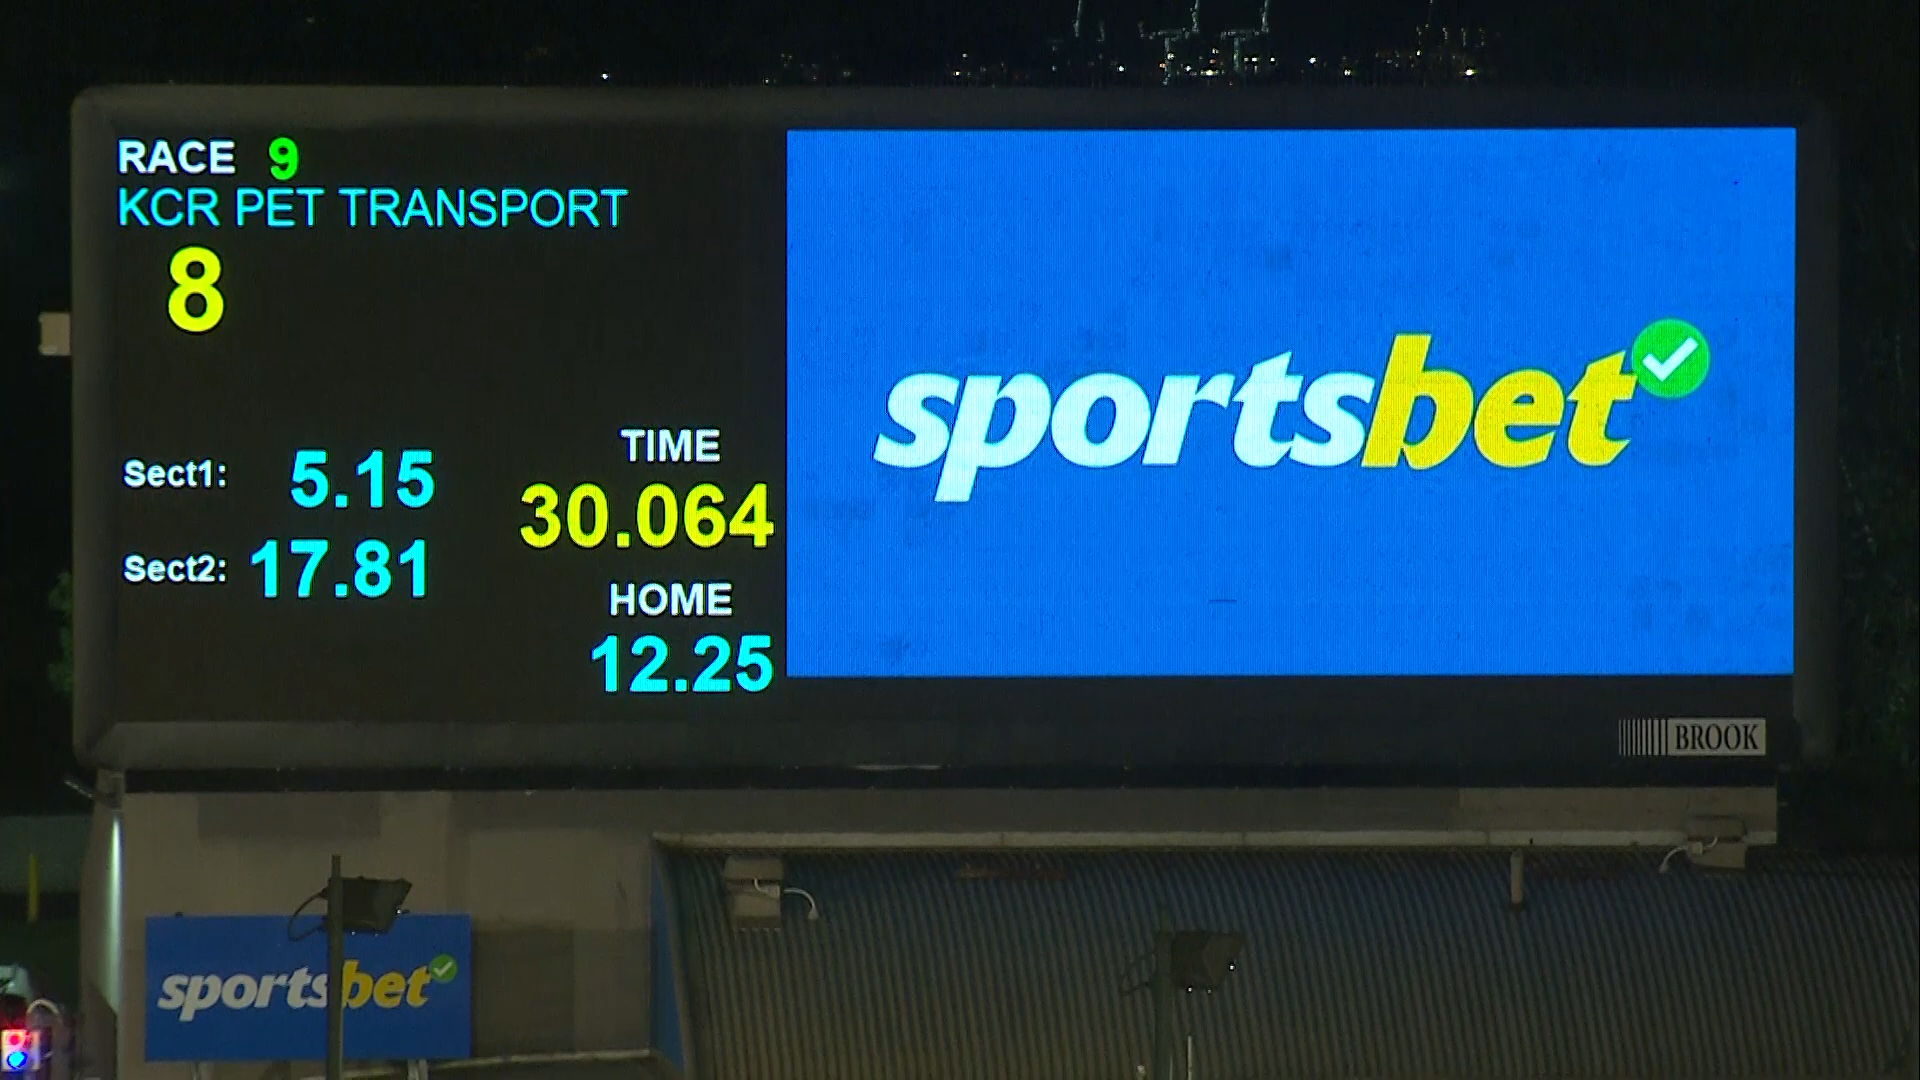 RACE 9
KCR PET TRANSPORT
8
Sect1: 5.15
Sect2: 17.81
TIME
30.064
HOME
12.25
sportsbet
BROOK
sportsbet